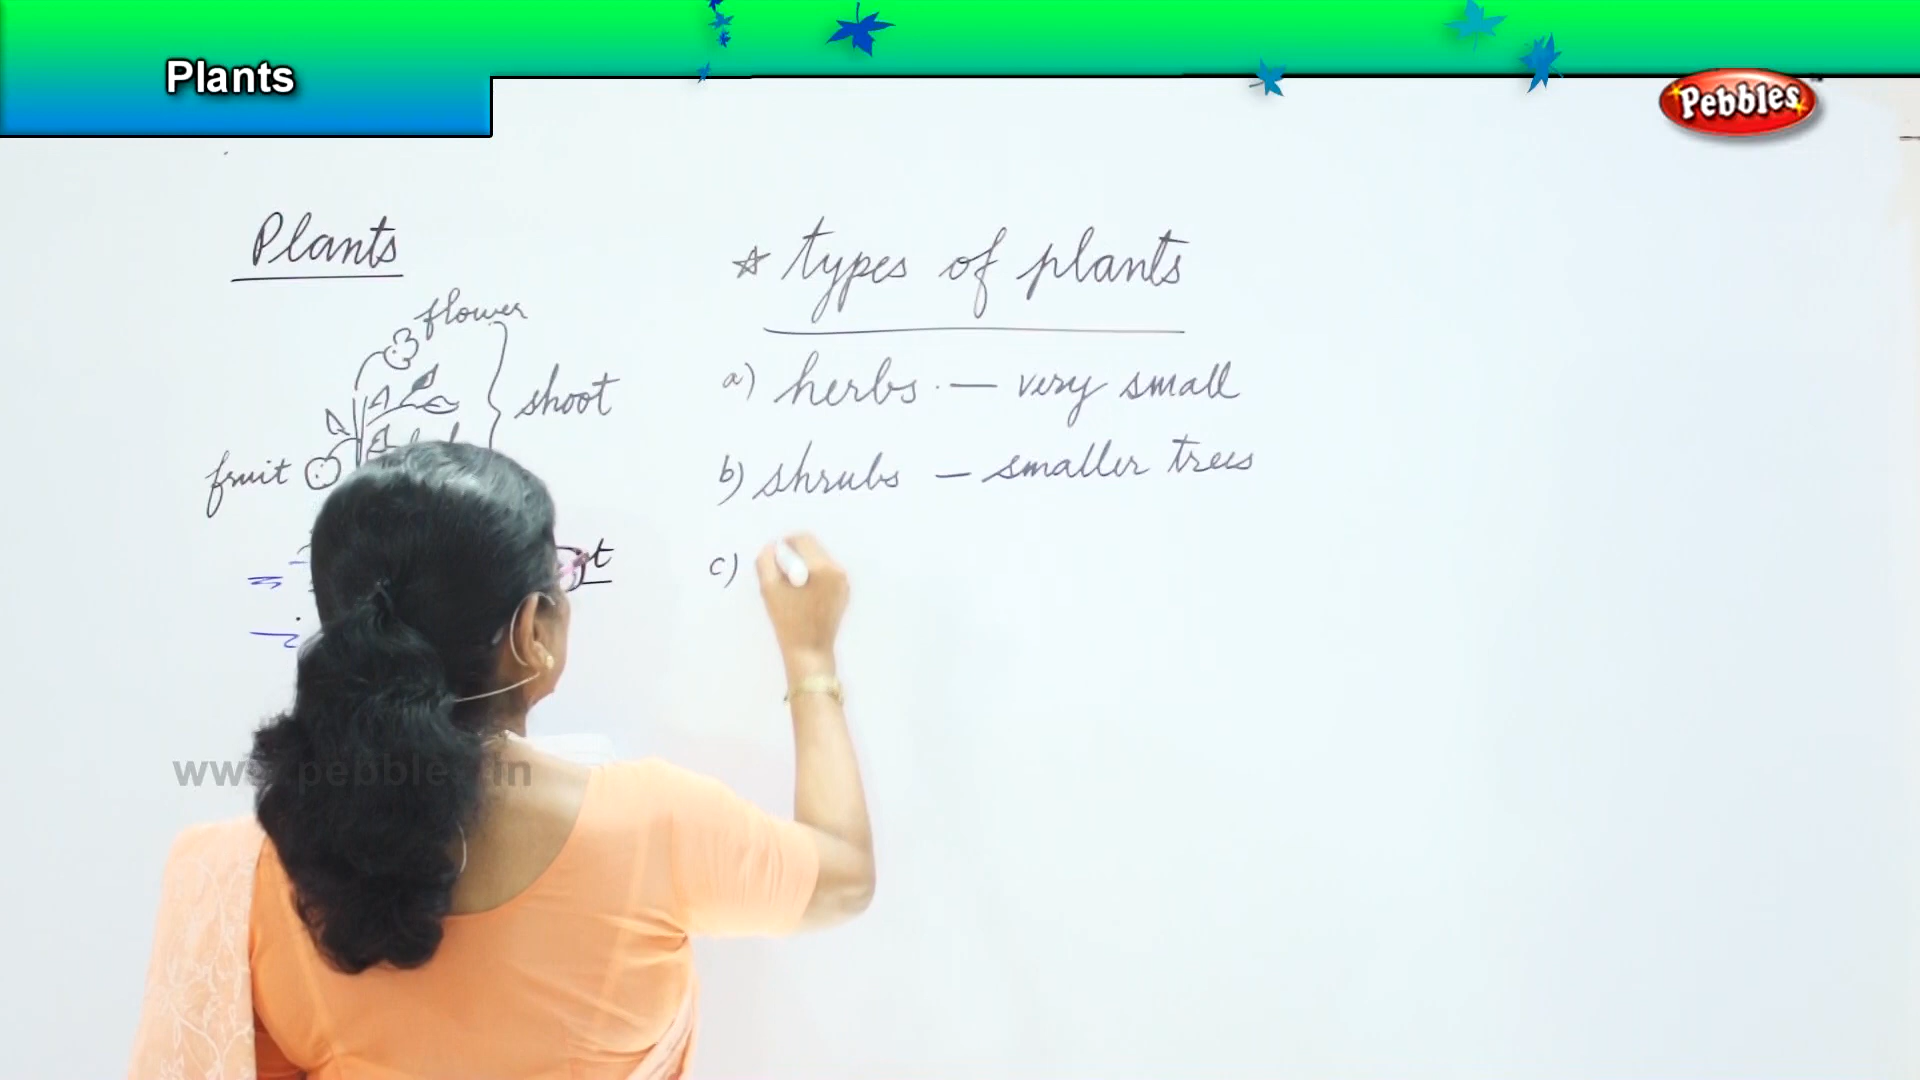 Plants
Pebbles
Plants
flower
shoot
fruit
☆ types of plants
a) herbs. — very small
b) shrubs — smaller trees
c)
www.pebbles.in